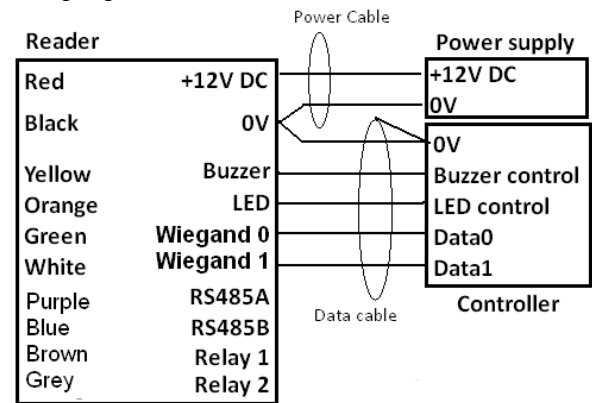 Power Cable
Reader
Power supply
Red +12V DC
+12V DC
0V
Black 0V
0V
Yellow Buzzer
Buzzer control
Orange LED
LED control
Green Wiegand 0
Data0
White Wiegand 1
Data1
Purple RS485A
Data cable
Controller
Blue RS485B
Brown Relay 1
Grey Relay 2